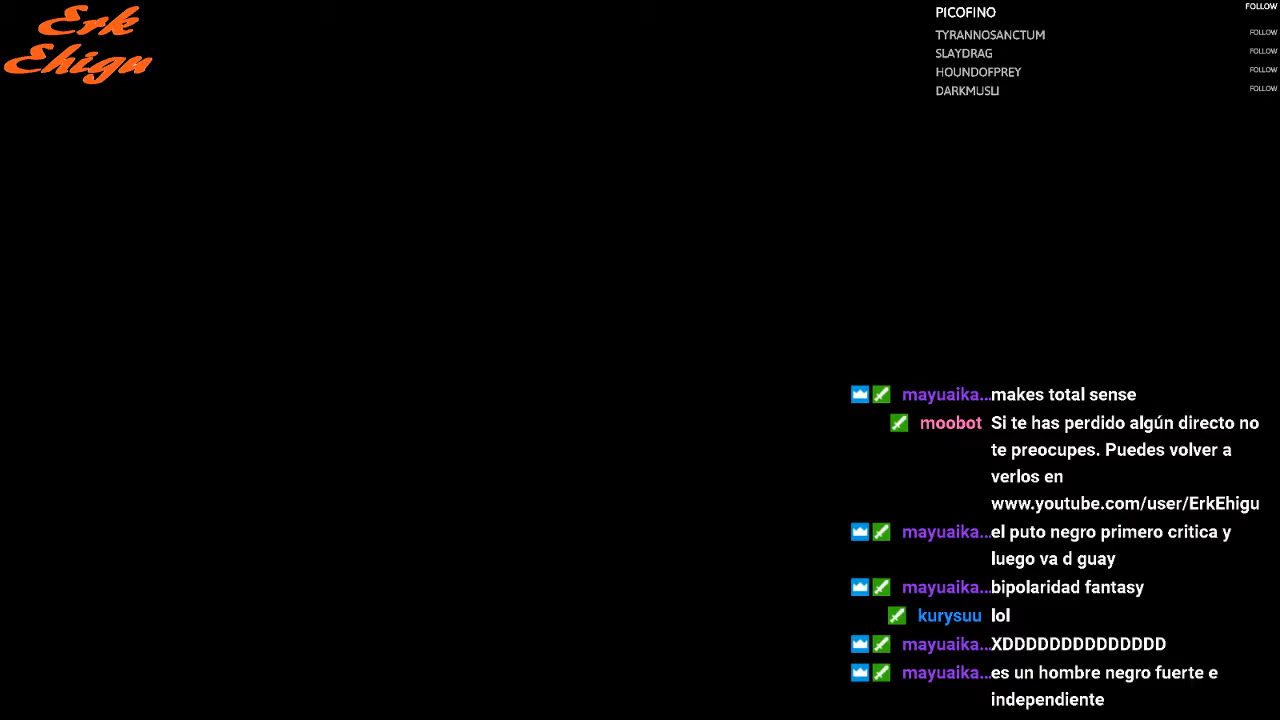 Erk
Ehigu
PICOFINO FOLLOW
TYRANNOSANCTUM FOLLOW
SLAYDRAG FOLLOW
HOUNDOFPREY FOLLOW
DARKMUSLI FOLLOW
mayuaika...makes total sense
moobot Si te has perdido algún directo no
te preocupes. Puedes volver a
verlos en
www.youtube.com/user/ErkEhigu
mayuaika...el puto negro primero critica y
luego va d guay
mayuaika...bipolaridad fantasy
kurysuu lol
mayuaika...XDDDDDDDDDDDDDD
mayuaika...es un hombre negro fuerte e
independiente